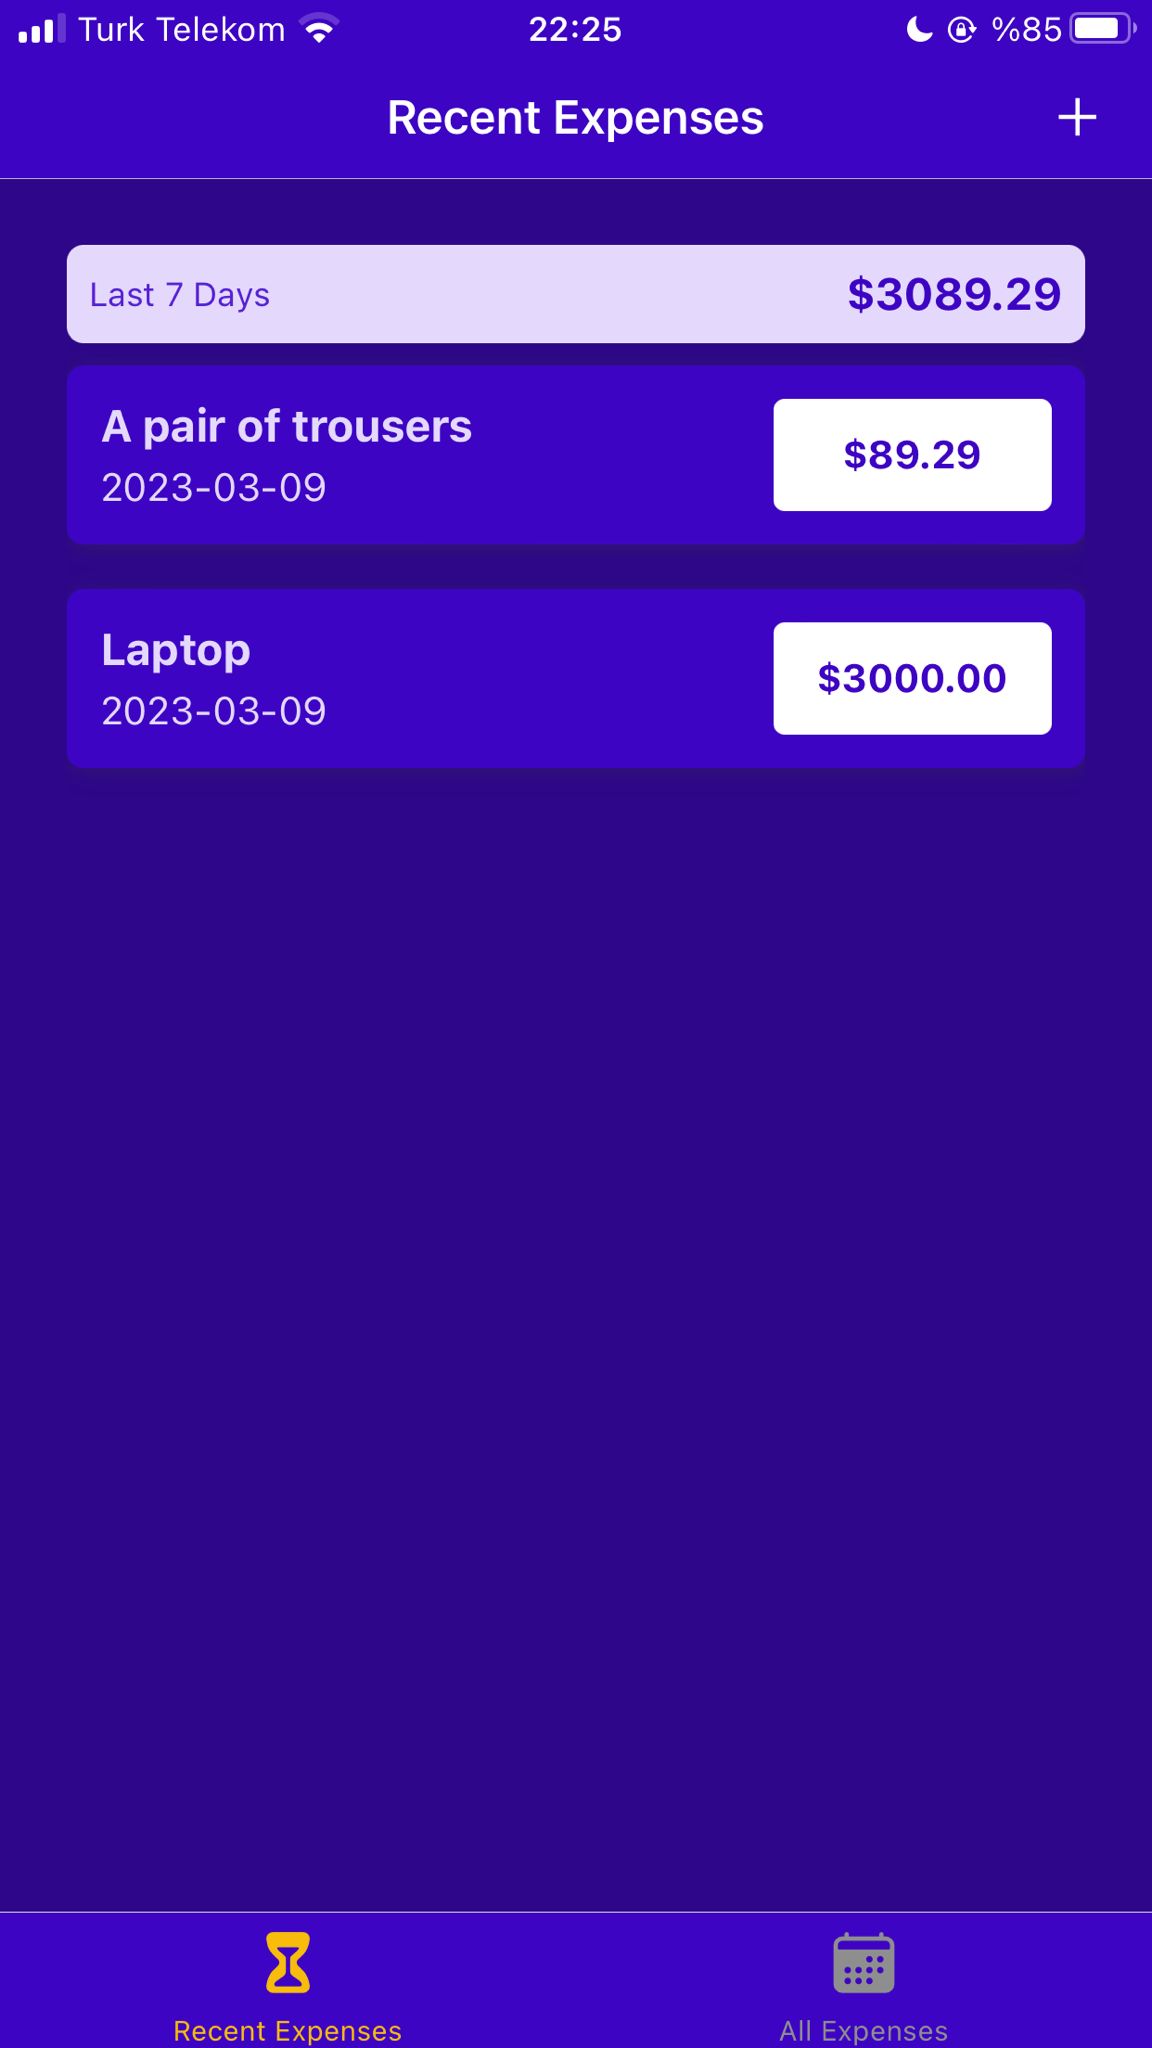 Turk Telekom 22:25 %85
Recent Expenses +
Last 7 Days $3089.29
A pair of trousers
2023-03-09
$89.29
Laptop
2023-03-09
$3000.00
Recent Expenses All Expenses